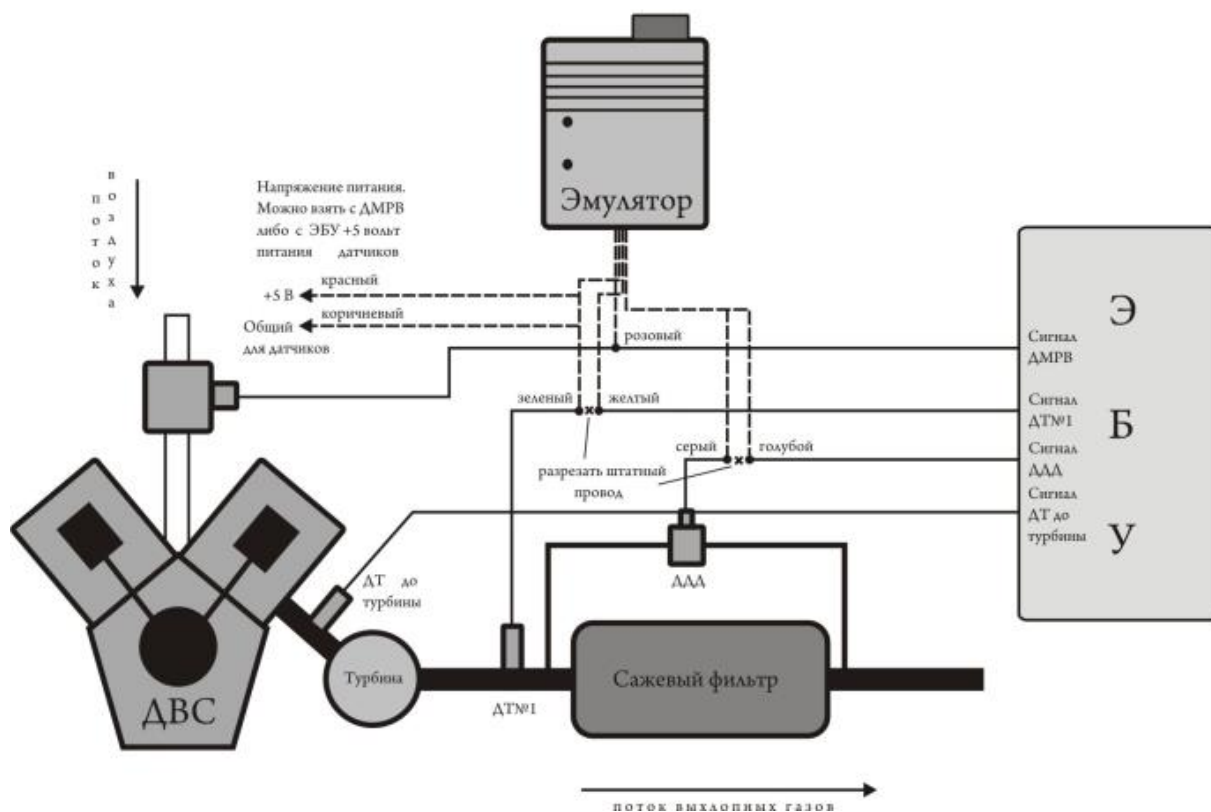 Эмулятор
поток
воздуха
Напряжение питания.
Можно взять с ДМРВ
либо с ЭБУ +5 вольт
питания датчиков
красный
+5 В
коричневый
Общий
для датчиков
розовый
Э
Сигнал
ДМРВ
зеленый
желтый
Сигнал
ДТ№1
Б
серый
голубой
Сигнал
ДДД
разрезать штатный
провод
Сигнал
ДТ до
турбины
У
ДДД
ДТ до
турбины
Турбина
Сажевый фильтр
ДВС
ДТ№1
поток выхлопных газов